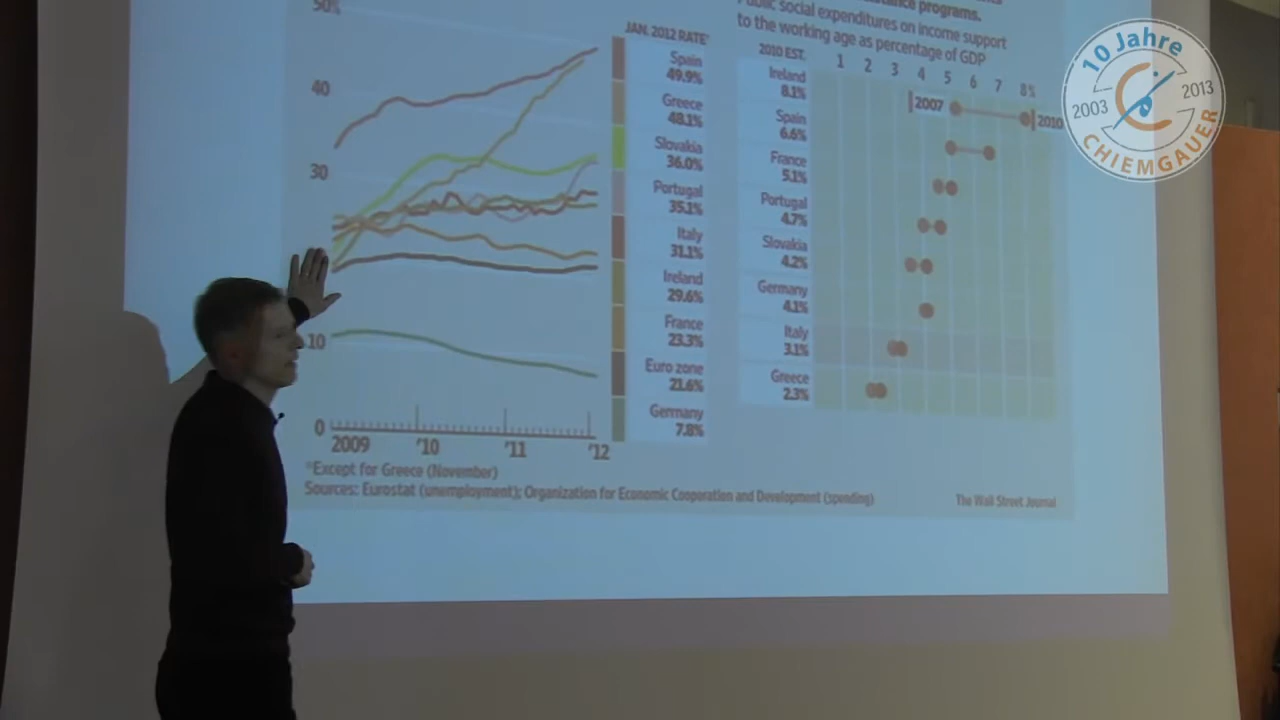 50%
40
30
10
0
2009
'10
'11
'12
JAN. 2012 RATE*
Spain
49.9%
Greece
48.1%
Slovakia
36.0%
Portugal
35.1%
Italy
31.1%
Ireland
29.6%
France
23.3%
Euro zone
21.6%
Germany
7.8%
*Except for Greece (November)
Sources: Eurostat (unemployment); Organization for Economic Cooperation and Development (spending)
The Wall Street Journal
programs.
Public social expenditures on income support
to the working age as percentage of GDP
2010 EST.
1 2 3 4 5 6 7 8%
Ireland
8.1%
Spain
6.6%
France
5.1%
Portugal
4.7%
Slovakia
4.2%
Germany
4.1%
Italy
3.1%
Greece
2.3%
2007
2010
10 Jahre
2003
2013
CHIEMGAUER